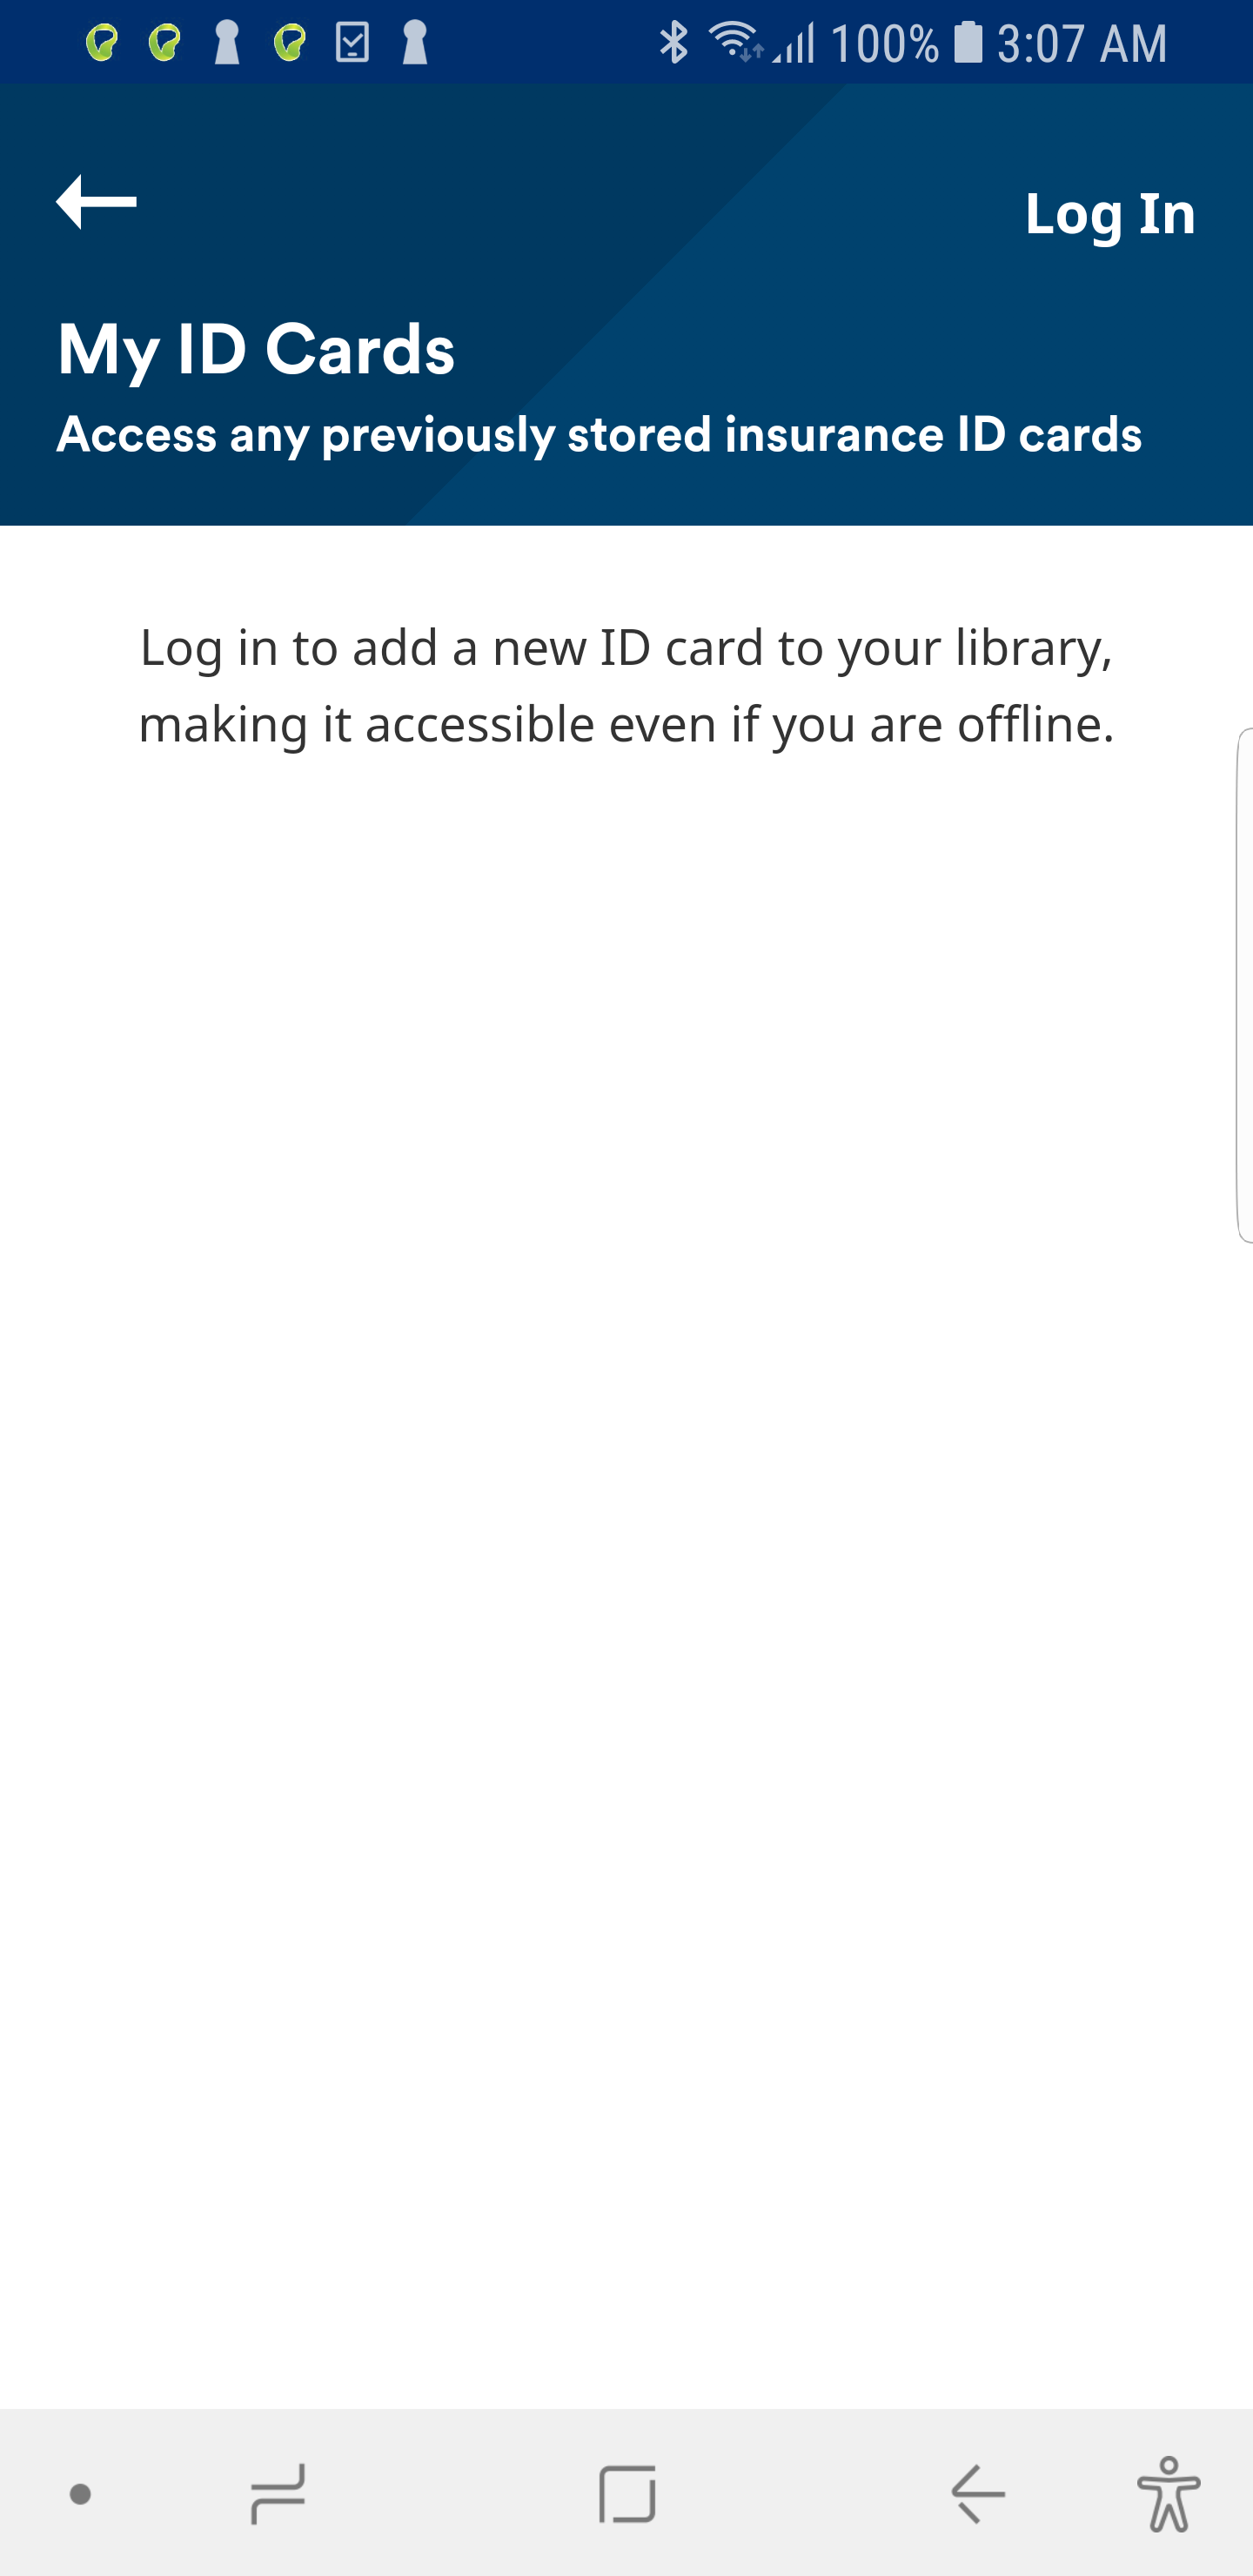 100% 3:07 AM
Log In
My ID Cards
Access any previously stored insurance ID cards
Log in to add a new ID card to your library,
making it accessible even if you are offline.